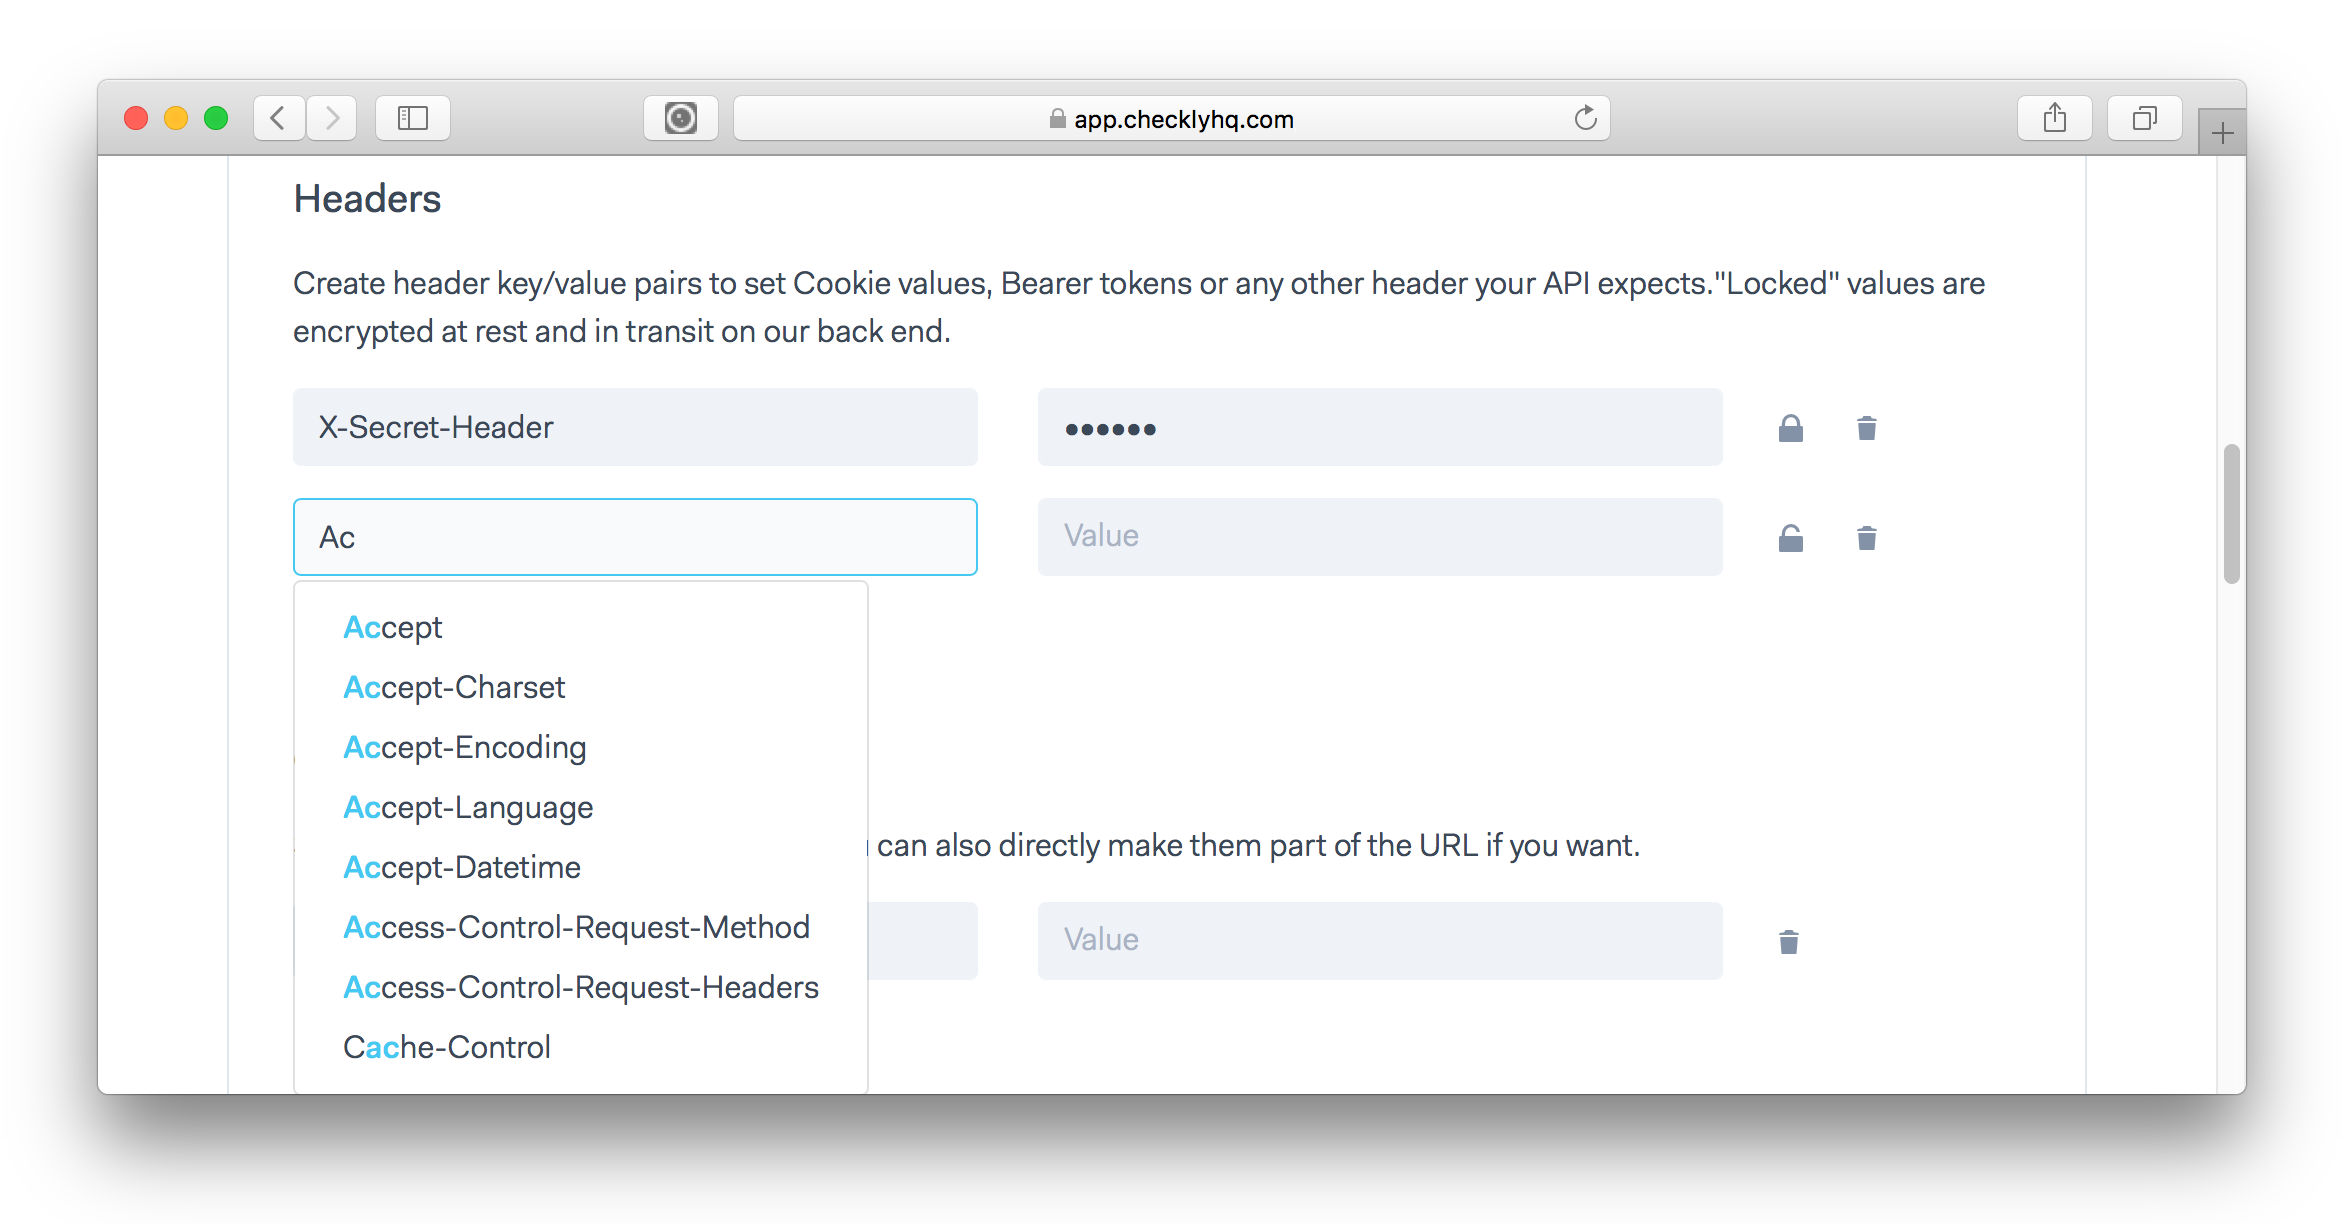 app.checklyhq.com
Headers
Create header key/value pairs to set Cookie values, Bearer tokens or any other header your API expects."Locked" values are
encrypted at rest and in transit on our back end.
X-Secret-Header
••••••
Ac
Value
Accept
Accept-Charset
Accept-Encoding
Accept-Language
Accept-Datetime
Access-Control-Request-Method
Access-Control-Request-Headers
Cache-Control
can also directly make them part of the URL if you want.
Value